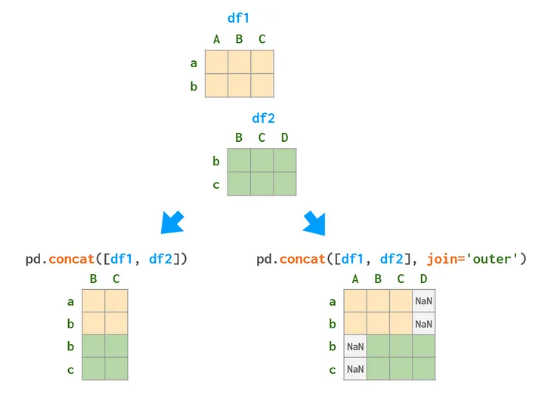 df1
A B C
a
b
df2
B C D
b
c
pd.concat([df1, df2])
B C
a
b
b
c
pd.concat([df1, df2], join='outer')
A B C D
a NaN
b NaN
b NaN
c NaN